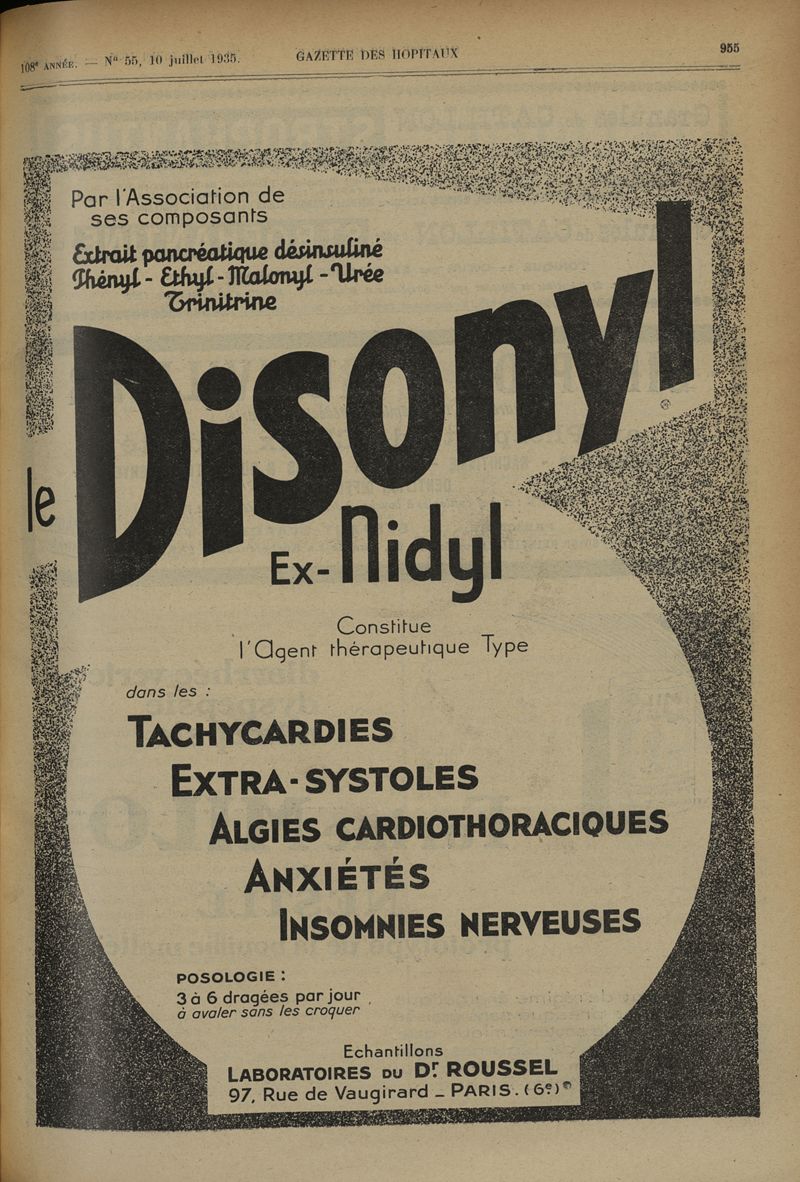 108e ANNÉE. — No 55, 10 juillet 1935.
GAZETTE DES HOPITAUX
955
Par l'Association de
ses composants
Extrait pancréatique désinsuliné
Phényl - Ethyl - Malonyl - Urée
Trinitrine
le Disonyl
Ex-Nidyl
Constitue
l'Agent thérapeutique Type
dans les :
TACHYCARDIES
EXTRA-SYSTOLES
ALGIES CARDIOTHORACIQUES
ANXIÉTÉS
INSOMNIES NERVEUSES
POSOLOGIE :
3 à 6 dragées par jour
à avaler sans les croquer
Echantillons
LABORATOIRES DU Dr ROUSSEL
97, Rue de Vaugirard - PARIS. (6e)